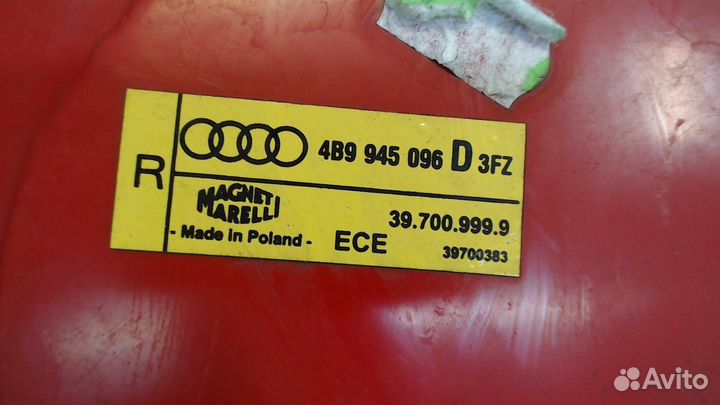 R
4B9 945 096 D 3FZ
MAGNETI MARELLI
- Made in Poland -
ECE
39.700.999.9
39700383
Avito